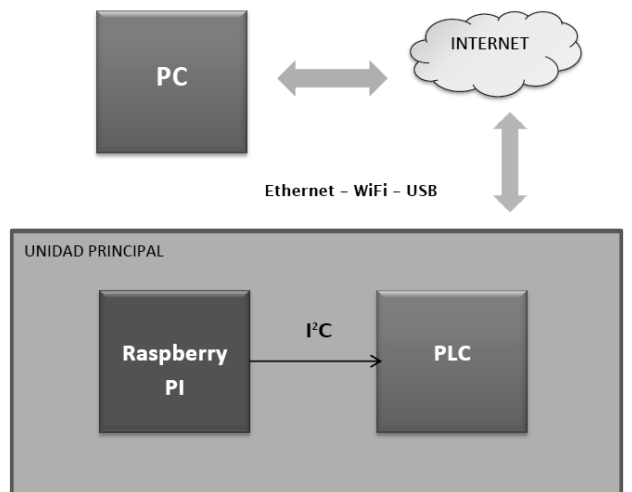 PC
INTERNET
Ethernet – WiFi – USB
UNIDAD PRINCIPAL
Raspberry
PI
I²C
PLC